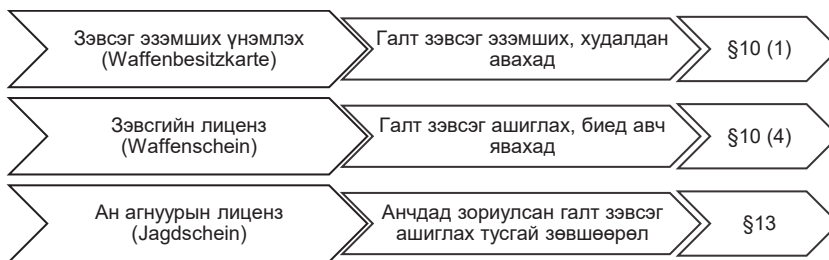 Зэвсэг эзэмших үнэмлэх
(Waffenbesitzkarte)
Галт зэвсэг эзэмших, худалдан
авахад
§10 (1)
Зэвсгийн лиценз
(Waffenschein)
Галт зэвсэг ашиглах, биед авч
явахад
§10 (4)
Ан агнуурын лиценз
(Jagdschein)
Анчдад зориулсан галт зэвсэг
ашиглах тусгай зөвшөөрөл
§13